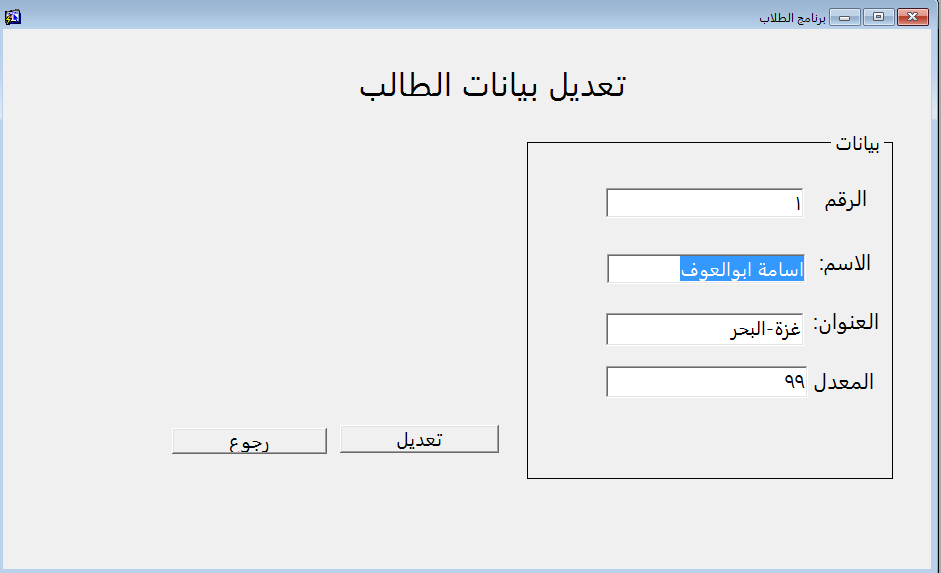 برنامج الطلاب
تعديل بيانات الطالب
بيانات
الرقم ١
الاسم: اسامة ابوالعوف
العنوان: غزة-البحر
المعدل ٩٩
تعديل رجوع